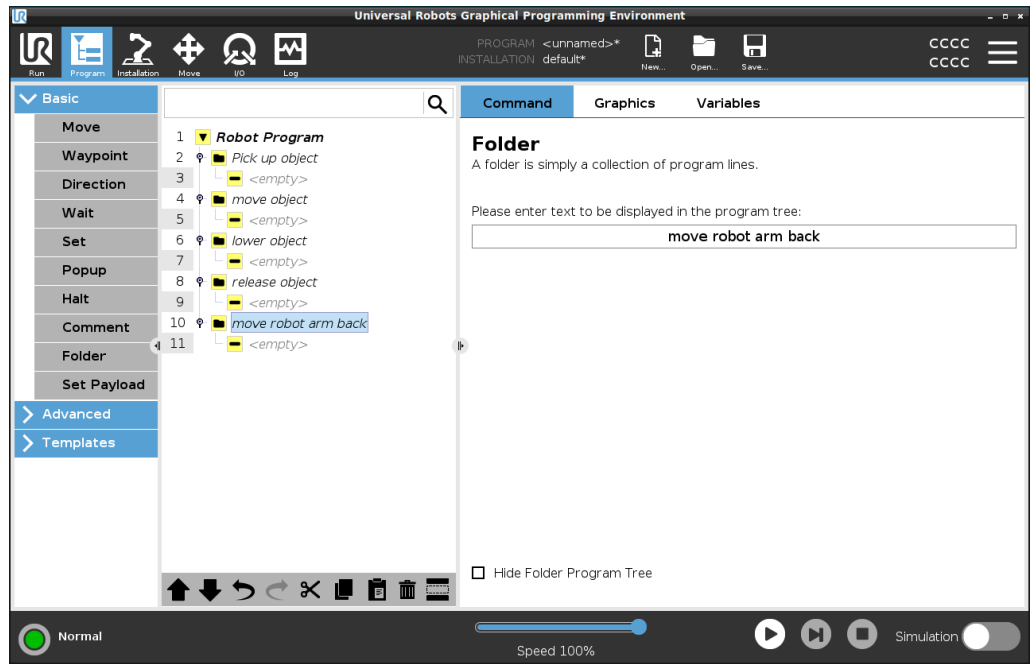 UR
Universal Robots Graphical Programming Environment
Run
Program
Installation
Move
I/O
Log
PROGRAM <unnamed>*
INSTALLATION default*
New...
Open...
Save...
CCCC
CCCC
Basic
Move
Waypoint
Direction
Wait
Set
Popup
Halt
Comment
Folder
Set Payload
Advanced
Templates
1 Robot Program
2 Pick up object
3 <empty>
4 move object
5 <empty>
6 lower object
7 <empty>
8 release object
9 <empty>
10 move robot arm back
11 <empty>
Command Graphics Variables
Folder
A folder is simply a collection of program lines.
Please enter text to be displayed in the program tree:
move robot arm back
Hide Folder Program Tree
Normal
Speed 100%
Simulation